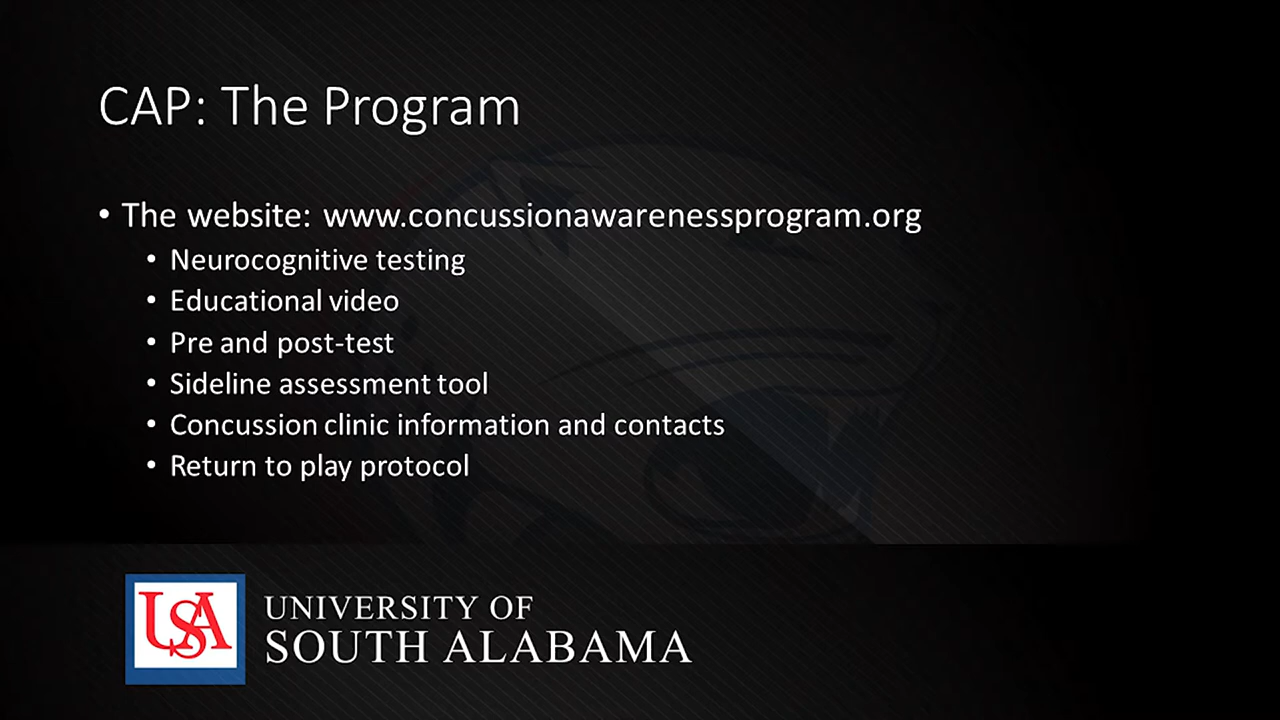 CAP: The Program
• The website: www.concussionawarenessprogram.org
• Neurocognitive testing
• Educational video
• Pre and post-test
• Sideline assessment tool
• Concussion clinic information and contacts
• Return to play protocol
USA
UNIVERSITY OF
SOUTH ALABAMA